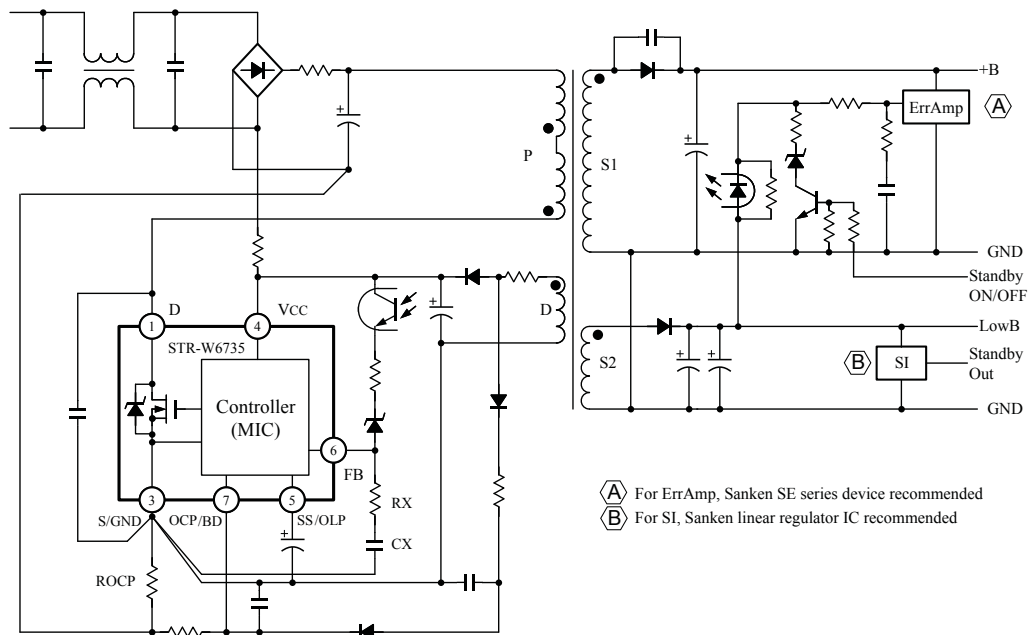 +B
ErrAmp
A
P
S1
GND
Standby
ON/OFF
D
VCC
D
1
4
STR-W6735
LowB
S2
B
SI
Standby
Out
Controller
(MIC)
GND
6
FB
3
7
5
S/GND
OCP/BD
SS/OLP
RX
CX
ROCP
A For ErrAmp, Sanken SE series device recommended
B For SI, Sanken linear regulator IC recommended
+
+
+
+
+
+